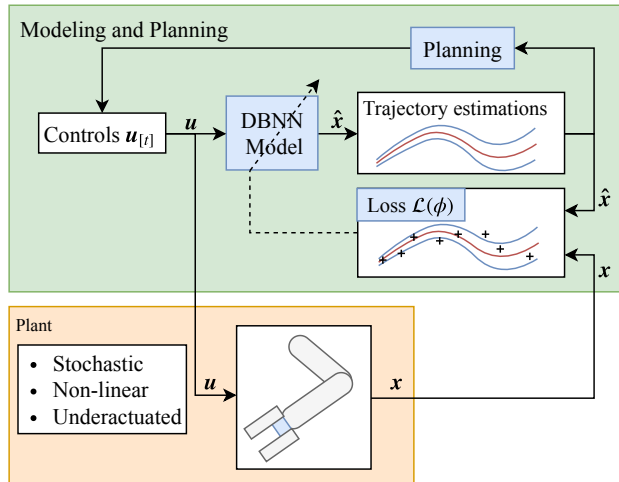 Modeling and Planning
Planning
Controls 𝒖[𝑡]
𝒖
DBNN
Model
𝒙̂
Trajectory estimations
Loss ℒ(𝜙)
𝒙̂
𝒙
Plant
• Stochastic
• Non-linear
• Underactuated
𝒖
𝒙